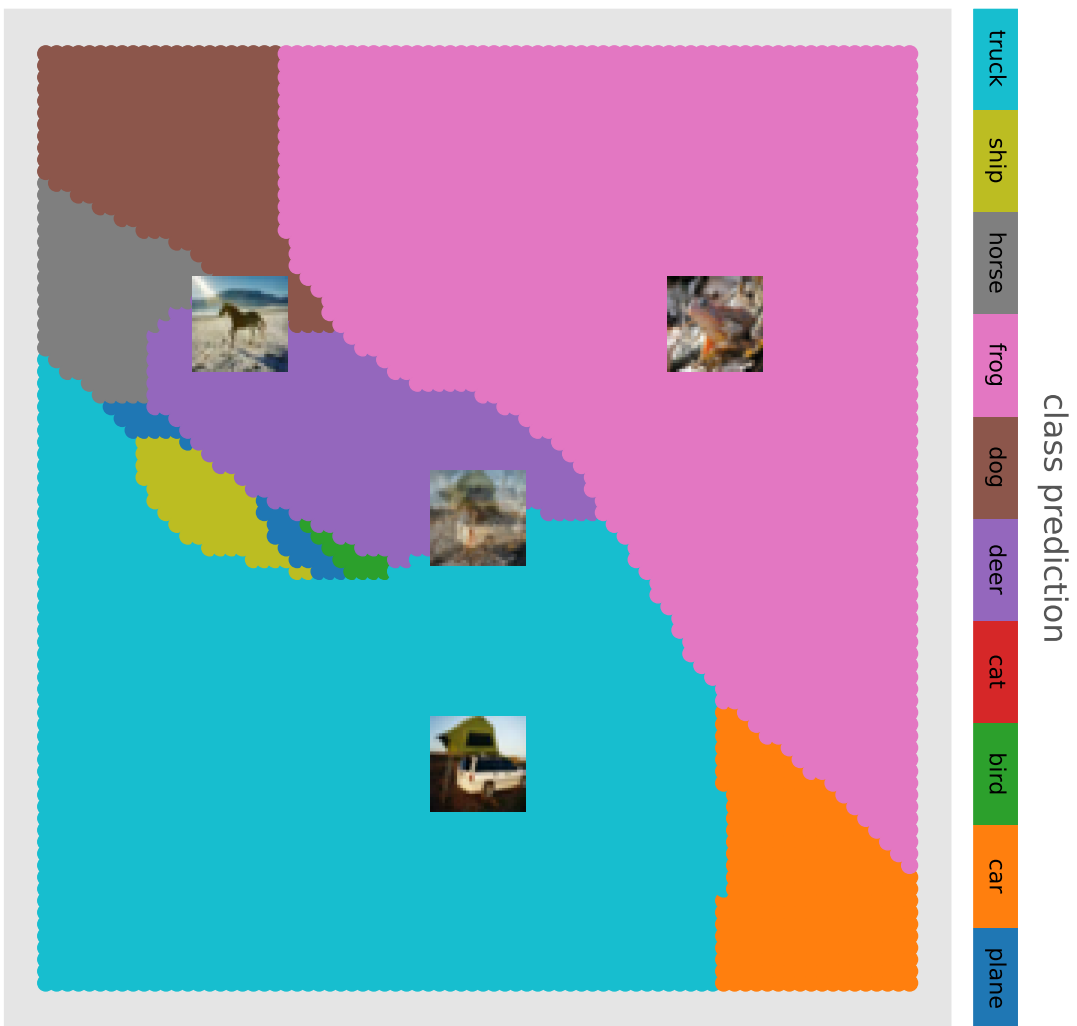 truck
ship
horse
frog
dog
deer
cat
bird
car
plane
class prediction